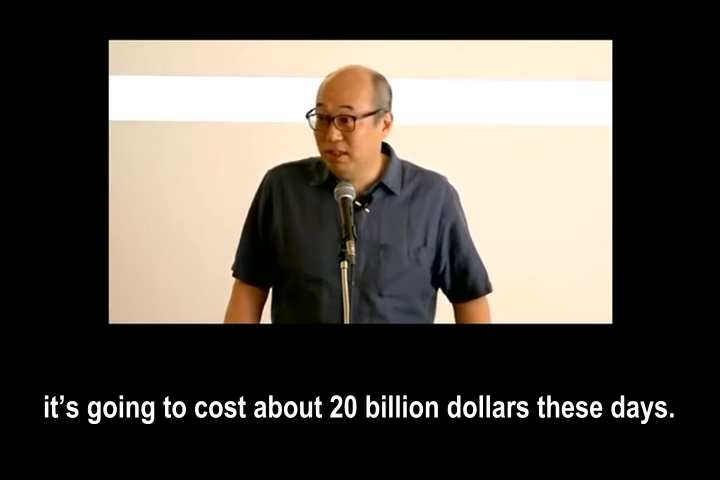 it’s going to cost about 20 billion dollars these days.